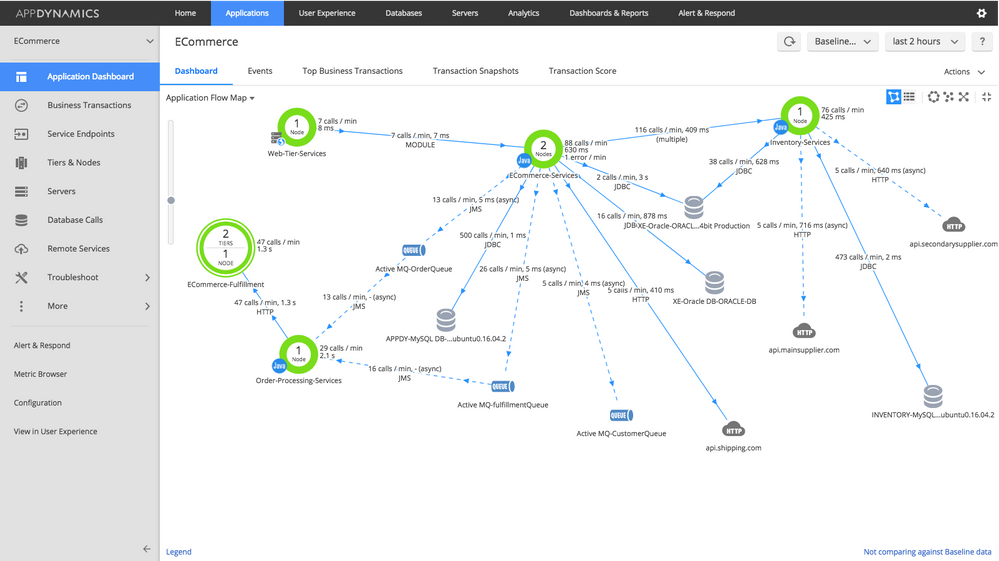 APPDYNAMICS
Home
Applications
User Experience
Databases
Servers
Analytics
Dashboards & Reports
Alert & Respond
ECommerce
Application Dashboard
Business Transactions
Service Endpoints
Tiers & Nodes
Servers
Database Calls
Remote Services
Troubleshoot
More
Alert & Respond
Metric Browser
Configuration
View in User Experience
ECommerce
Baseline...
last 2 hours
?
Dashboard
Events
Top Business Transactions
Transaction Snapshots
Transaction Score
Actions
Application Flow Map
1
Node
7 calls / min
8 ms
Web-Tier-Services
7 calls / min, 7 ms
MODULE
2
Nodes
Java
88 calls / min
630 ms
1 error / min
ECommerce-Services
116 calls / min, 409 ms
(multiple)
1
Node
Java
76 calls / min
425 ms
Inventory-Services
38 calls / min, 628 ms
JDBC
2 calls / min, 3 s
JDBC
5 calls / min, 640 ms (async)
HTTP
13 calls / min, 5 ms (async)
JMS
16 calls / min, 878 ms
JDBC
XE-Oracle-ORACL...4bit Production
5 calls / min, 716 ms (async)
HTTP
HTTP
api.secondarysupplier.com
2
TIERS
1
NODE
47 calls / min
1.3 s
ECommerce-Fulfillment
500 calls / min, 1 ms
JDBC
QUEUE
Active MQ-OrderQueue
26 calls / min, 5 ms (async)
JMS
5 calls / min, 4 ms (async)
JMS
5 calls / min, 410 ms
HTTP
473 calls / min, 2 ms
JDBC
XE-Oracle DB-ORACLE-DB
47 calls / min, 1.3 s
HTTP
13 calls / min, - (async)
JMS
APPDY-MySQL DB-...ubuntu0.16.04.2
HTTP
api.mainsupplier.com
1
Node
Java
29 calls / min
2.1 s
Order-Processing-Services
16 calls / min, - (async)
JMS
QUEUE
Active MQ-fulfillmentQueue
QUEUE
Active MQ-CustomerQueue
HTTP
api.shipping.com
INVENTORY-MySQL...ubuntu0.16.04.2
Legend
Not comparing against Baseline data